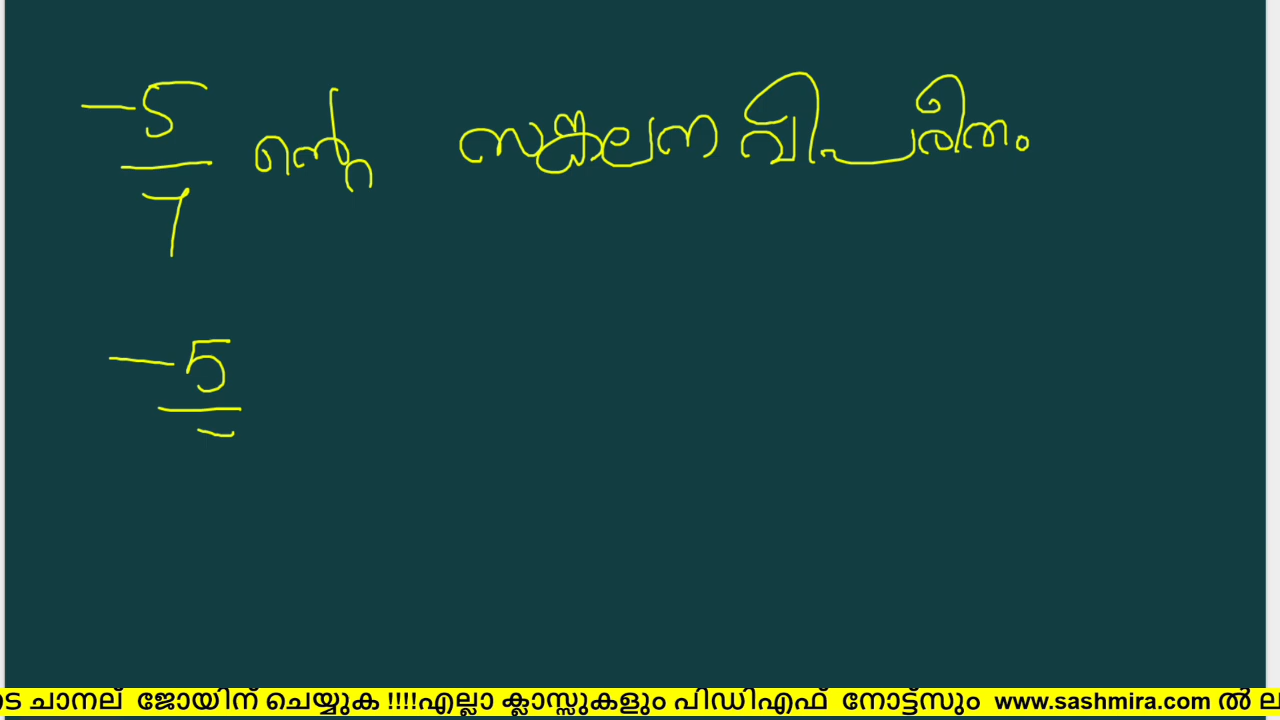 -5/7 ന്റെ സങ്കലന വിപരീതം
-5
ടെ ചാനല് ജോയിന് ചെയ്യുക !!!!എല്ലാ ക്ലാസ്സുകളും പിഡിഎഫ് നോട്ട്സും www.sashmira.com ൽ ല